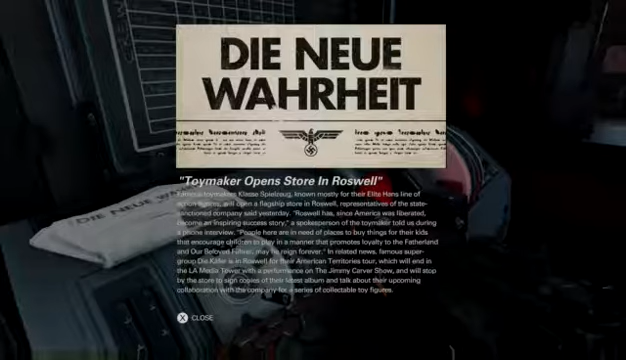 DIE NEUE
WAHRHEIT
"Toymaker Opens Store In Roswell"
Famous toymakers Klasse Spielzeug, known mostly for their Elite Hans line of
action figures, will open a flagship store in Roswell, representatives of the state-
sanctioned company said yesterday. "Roswell has, since America was liberated,
become an inspiring success story," a spokesperson of the toymaker told us during
a phone interview. "People here are in need of places to buy things for their kids
that encourage children to play in a manner that promotes loyalty to the Fatherland
and Our Beloved Führer, may he reign forever." In related news, famous super-
group Die Käfer is in Roswell for their American Territories tour, which will end in
the LA Media Tower with a performance on The Jimmy Carver Show, and will stop
by the store to sign copies of their latest album and talk about their upcoming
collaboration with the company for a series of collectable toy figures.
DIE NEUE WA
CLOSE